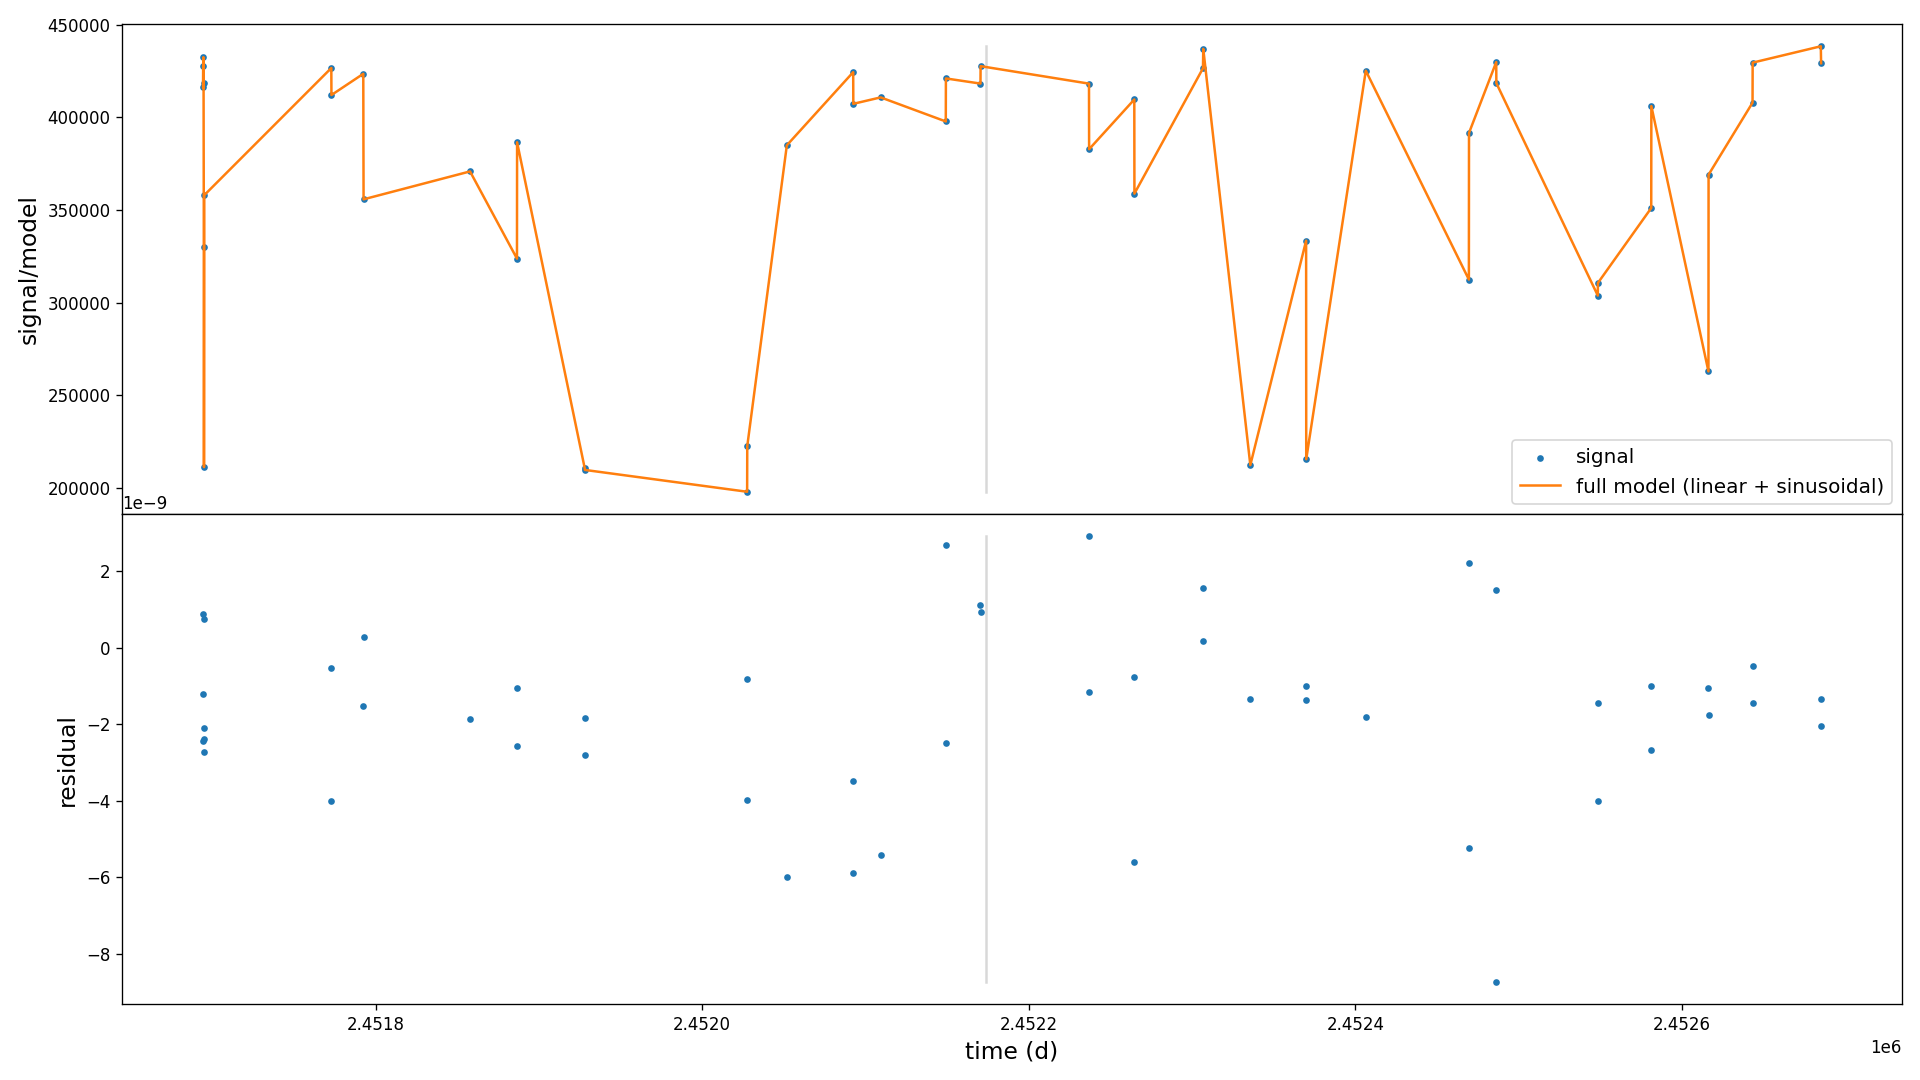 450000
400000
350000
300000
250000
200000
signal/model
signal
full model (linear + sinusoidal)
1e−9
2
0
−2
−4
−6
−8
residual
2.4518 2.4520 2.4522 2.4524 2.4526
1e6
time (d)